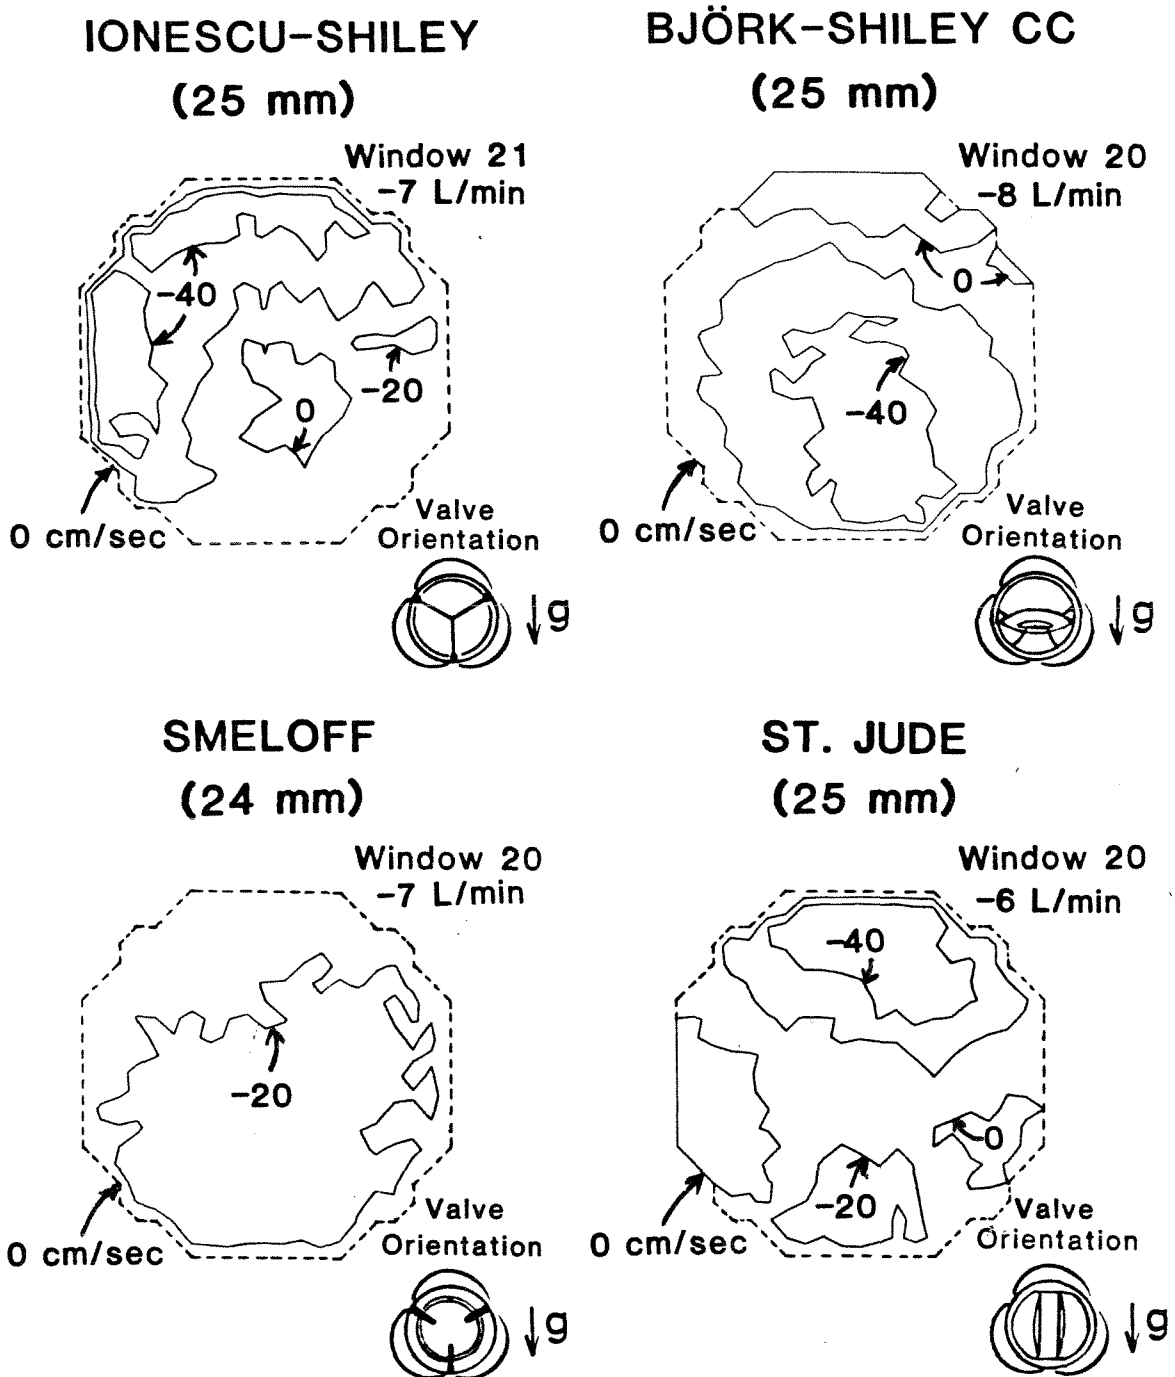 IONESCU-SHILEY
(25 mm)
Window 21
-7 L/min
-40
-20
0
0 cm/sec
Valve
Orientation
g
BJÖRK-SHILEY CC
(25 mm)
Window 20
-8 L/min
0
-40
0 cm/sec
Valve
Orientation
g
SMELOFF
(24 mm)
Window 20
-7 L/min
-20
0 cm/sec
Valve
Orientation
g
ST. JUDE
(25 mm)
Window 20
-6 L/min
-40
0
-20
0 cm/sec
Valve
Orientation
g